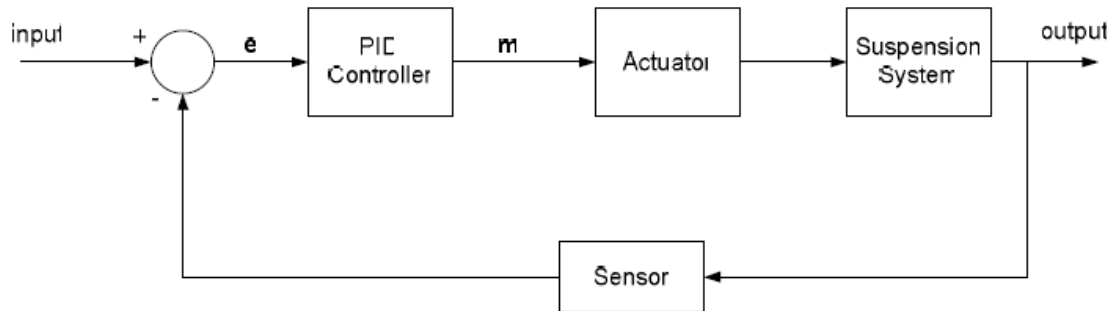 input
+
-
e
PID
Controller
m
Actuator
Suspension
System
output
Sensor